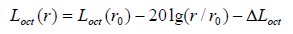 L_oct(r) = L_oct(r_0) − 20lg(r / r_0) − ΔL_oct